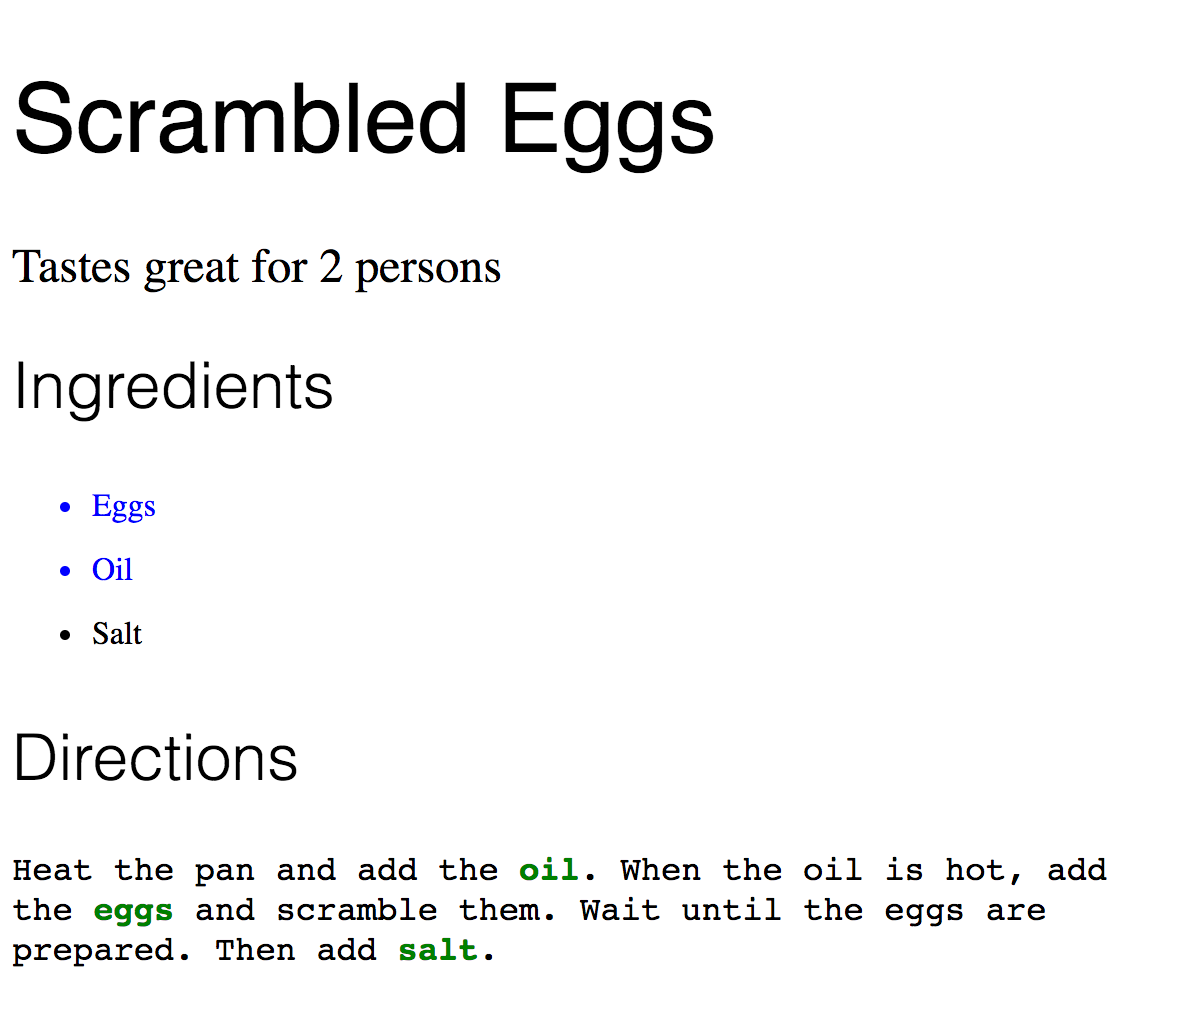 Scrambled Eggs
Tastes great for 2 persons
Ingredients
• Eggs
• Oil
• Salt
Directions
Heat the pan and add the oil. When the oil is hot, add
the eggs and scramble them. Wait until the eggs are
prepared. Then add salt.